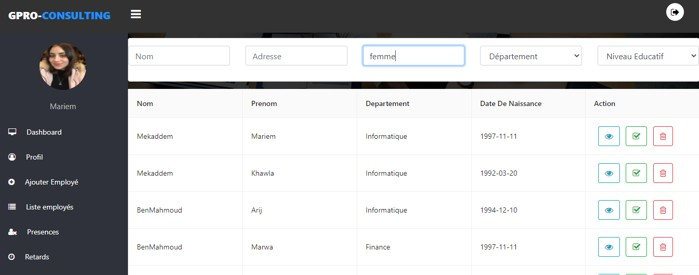 GPRO-CONSULTING
Nom Adresse femme Département Niveau Educatif
Mariem
Dashboard
Profil
Ajouter Employé
Liste employés
Presences
Retards
Nom Prenom Departement Date De Naissance Action
Mekaddem Mariem Informatique 1997-11-11
Mekaddem Khawla Informatique 1992-03-20
BenMahmoud Arij Informatique 1994-12-10
BenMahmoud Marwa Finance 1997-11-11